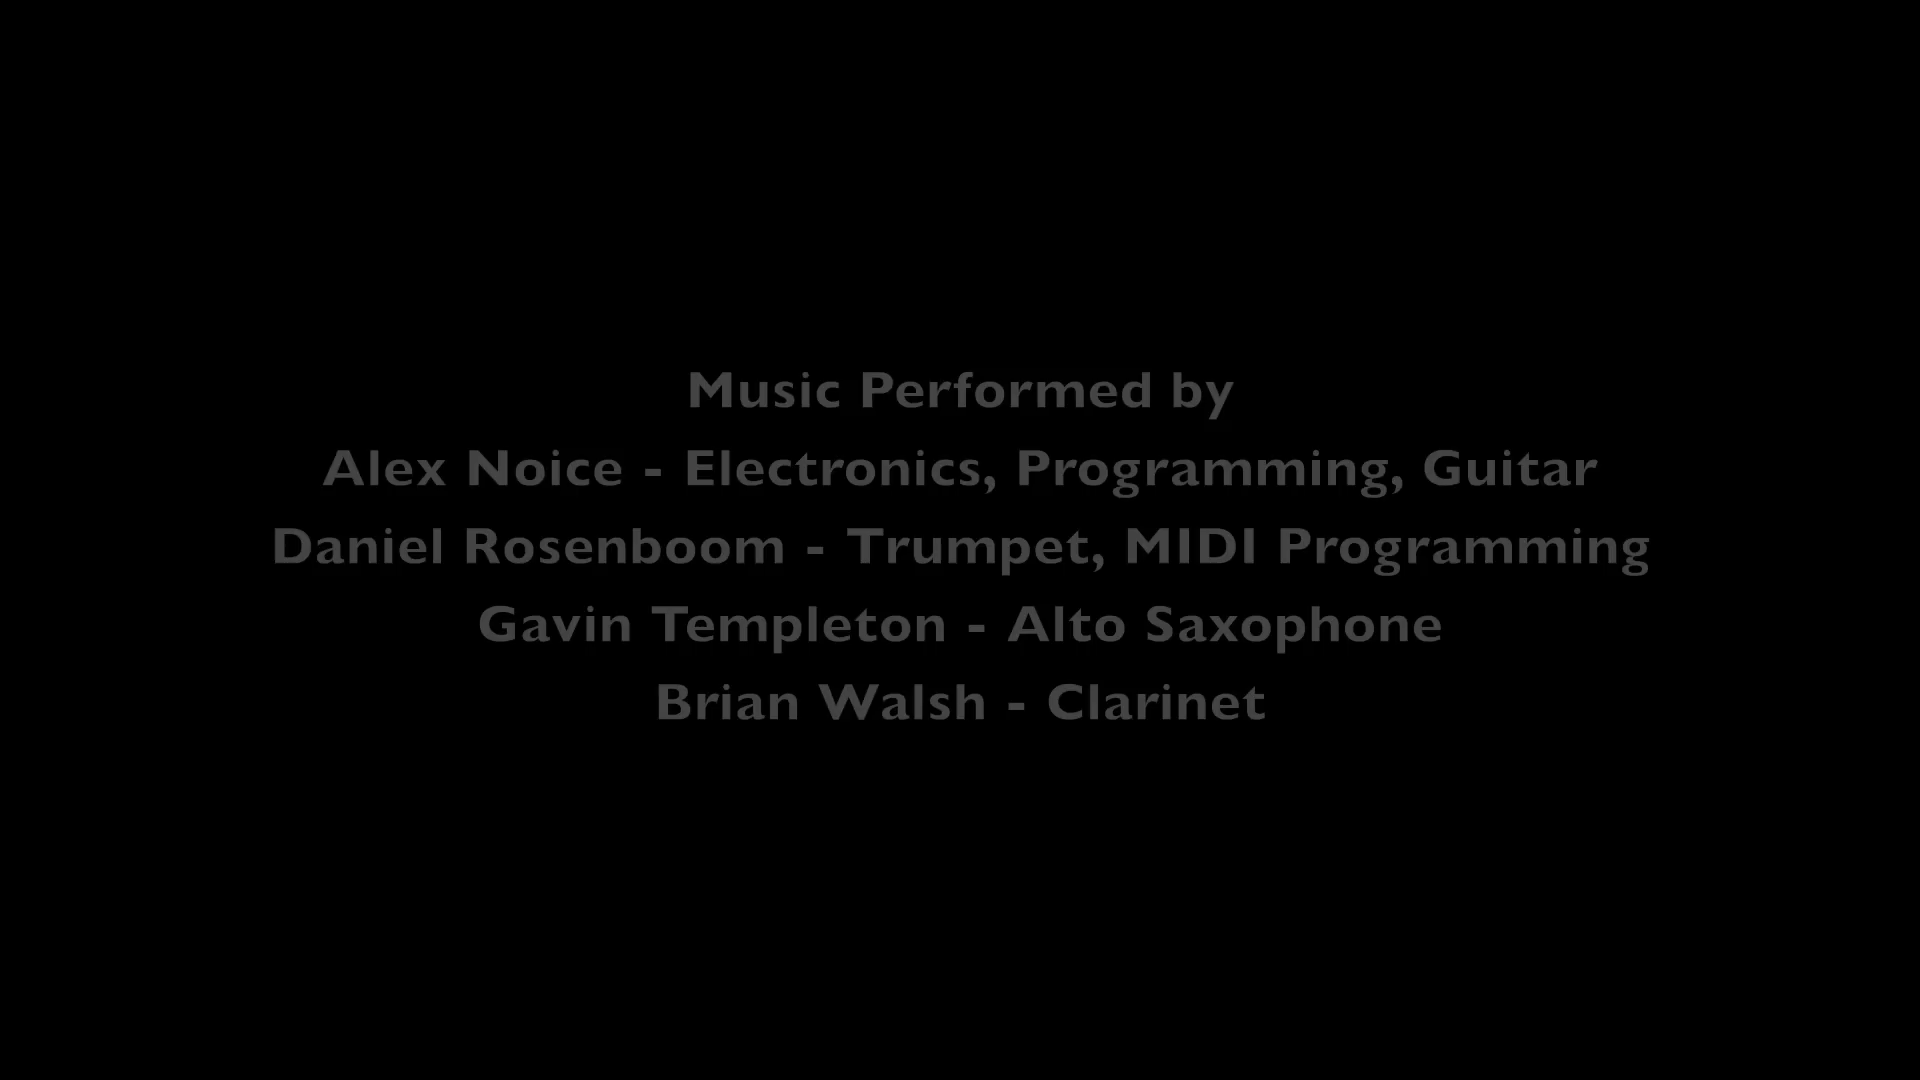 Music Performed by
Alex Noice - Electronics, Programming, Guitar
Daniel Rosenboom - Trumpet, MIDI Programming
Gavin Templeton - Alto Saxophone
Brian Walsh - Clarinet